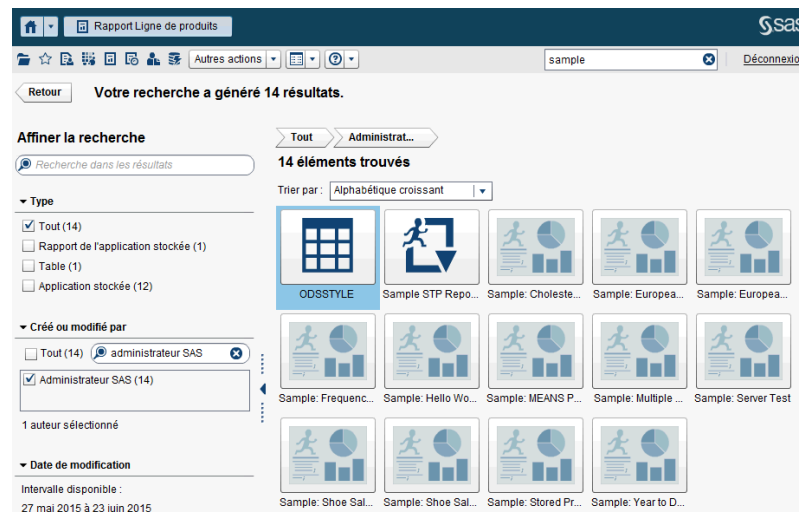 Rapport Ligne de produits
sas
Autres actions
sample
Déconnexio
Retour
Votre recherche a généré 14 résultats.
Affiner la recherche
Recherche dans les résultats
Type
Tout (14)
Rapport de l'application stockée (1)
Table (1)
Application stockée (12)
Créé ou modifié par
Tout (14)
administrateur SAS
Administrateur SAS (14)
1 auteur sélectionné
Date de modification
Intervalle disponible :
27 mai 2015 à 23 juin 2015
Tout
Administrat...
14 éléments trouvés
Trier par : Alphabétique croissant
ODSSTYLE
Sample STP Repo...
Sample: Choleste...
Sample: Europea...
Sample: Europea...
Sample: Frequenc...
Sample: Hello Wo...
Sample: MEANS P...
Sample: Multiple ...
Sample: Server Test
Sample: Shoe Sal...
Sample: Shoe Sal...
Sample: Stored Pr...
Sample: Year to D...